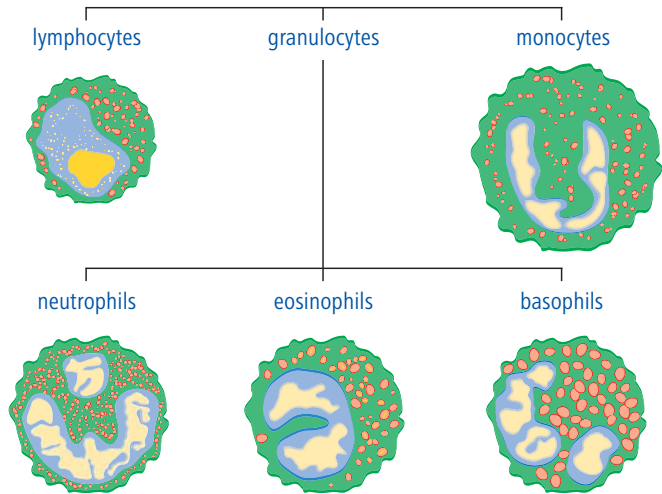 lymphocytes
granulocytes
monocytes
neutrophils
eosinophils
basophils